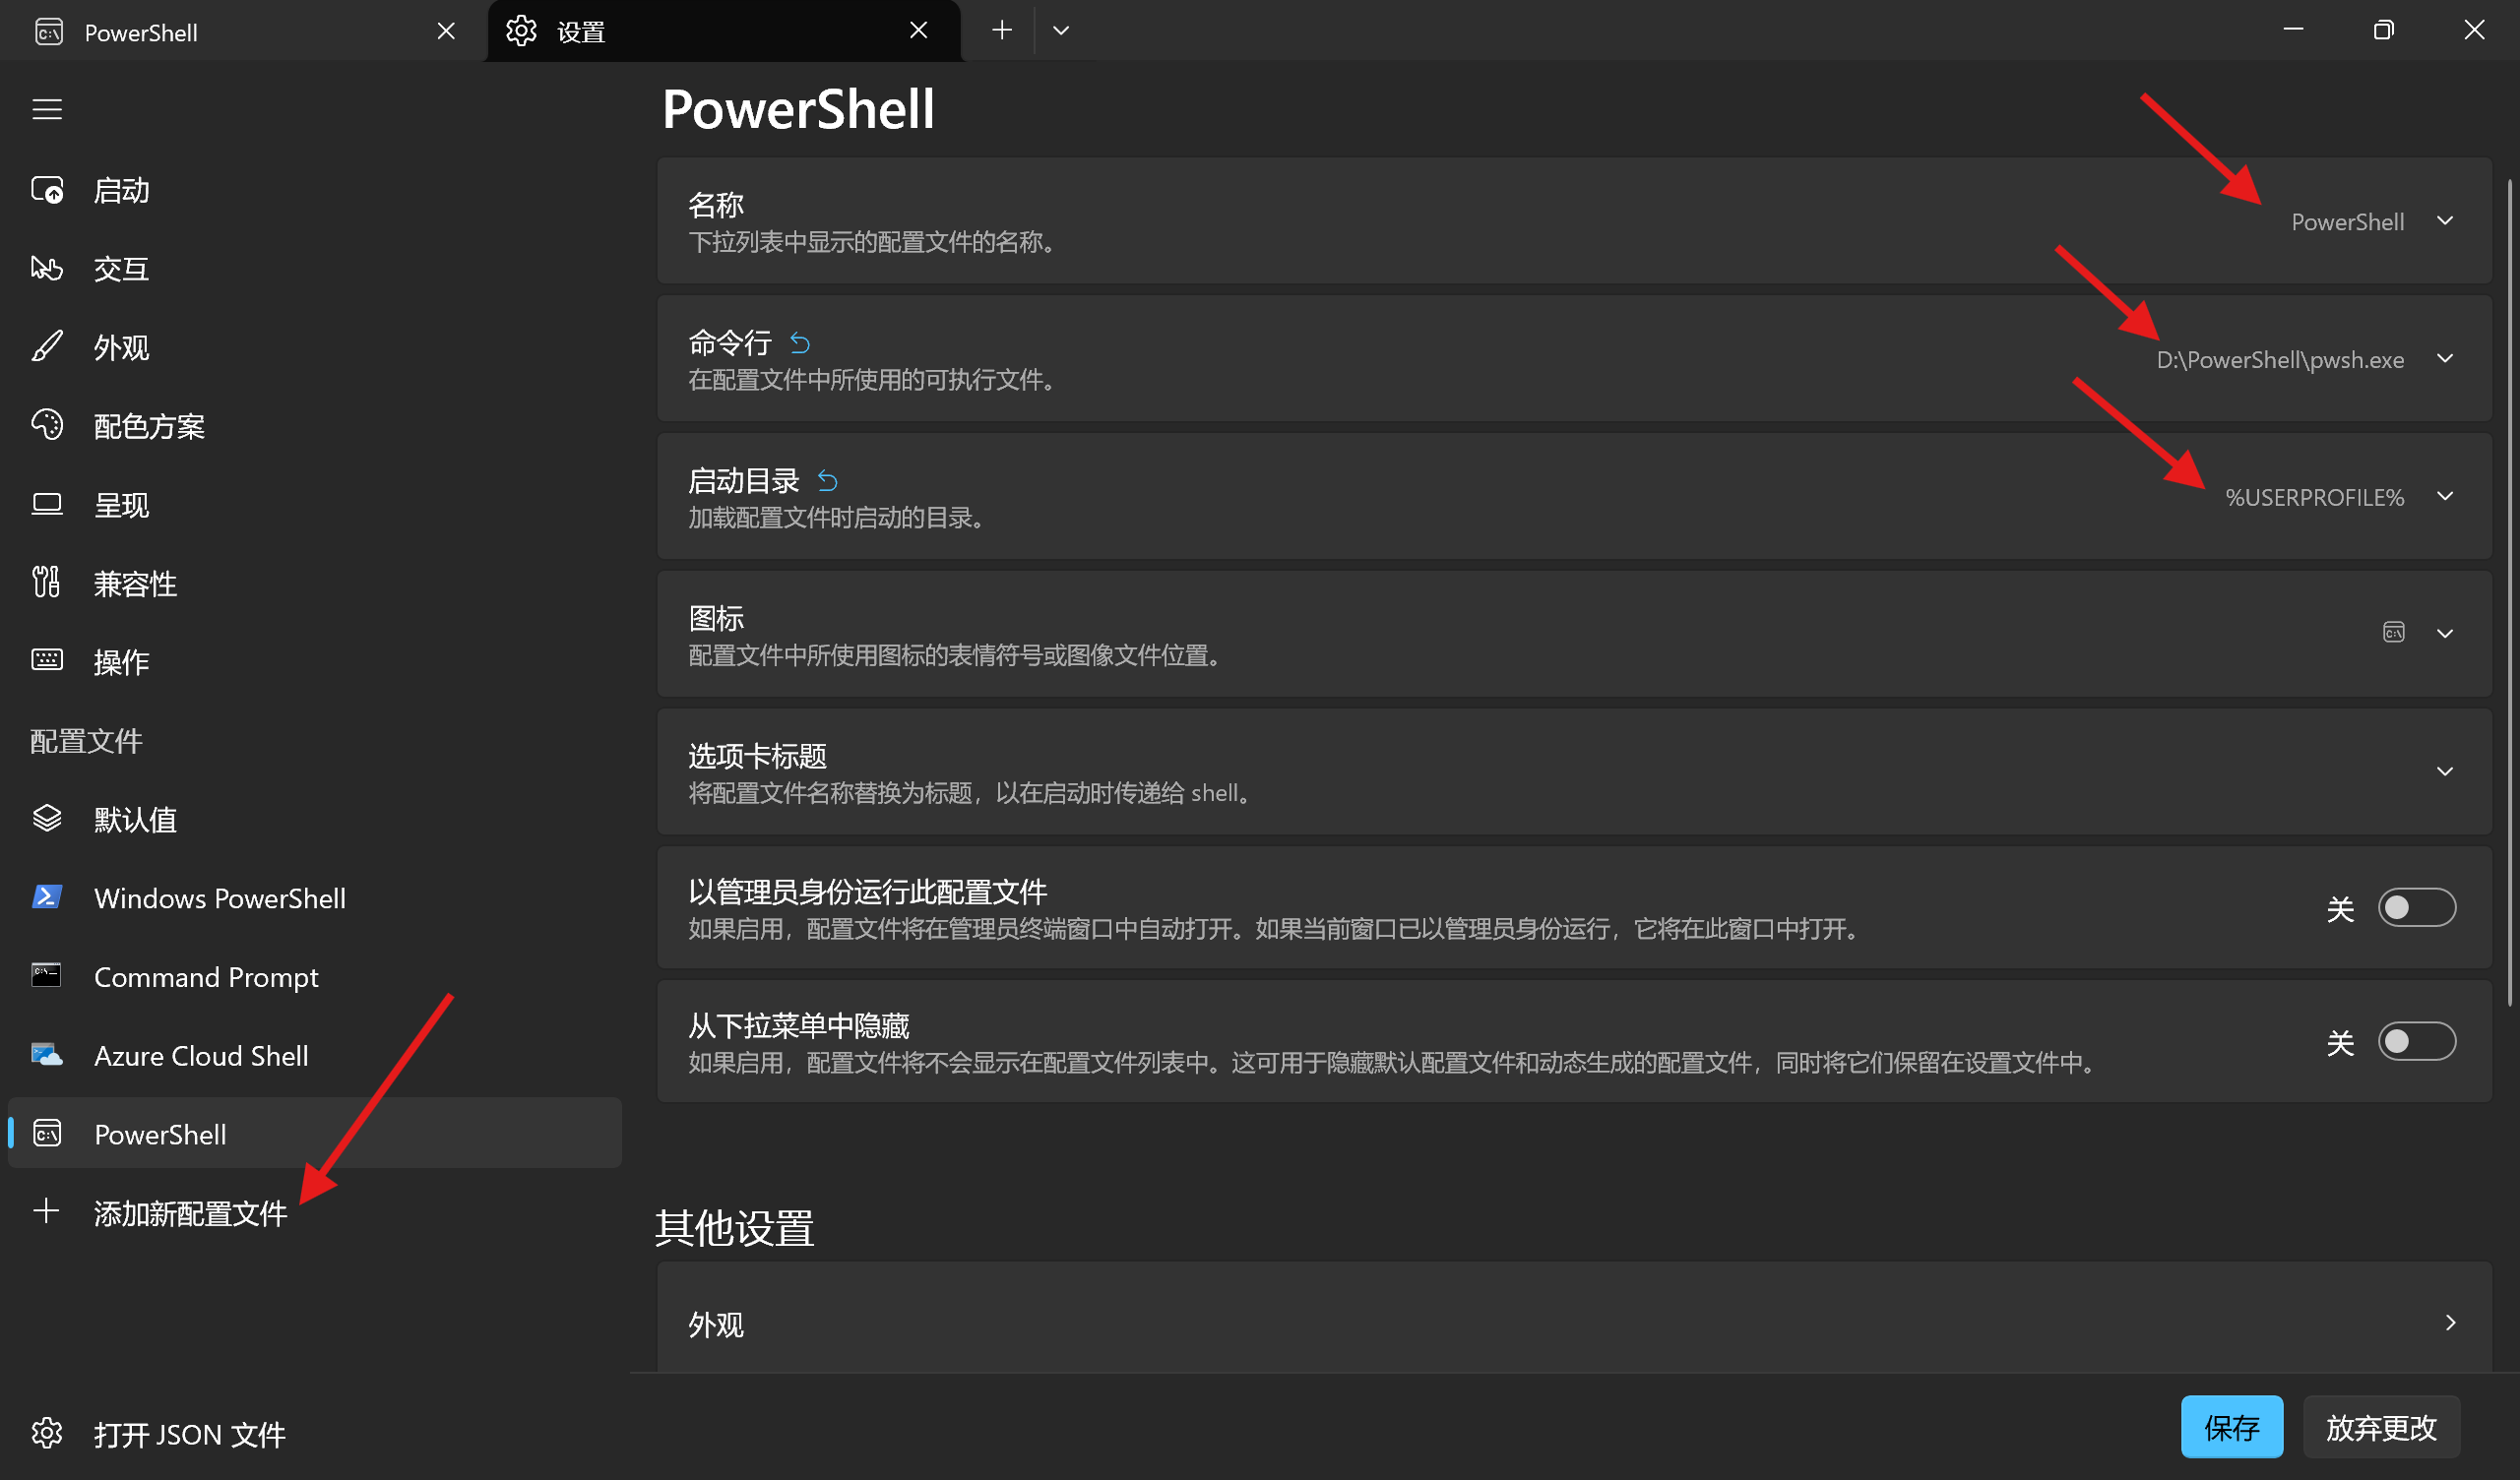 PowerShell
设置
启动
交互
外观
配色方案
呈现
兼容性
操作
配置文件
默认值
Windows PowerShell
Command Prompt
Azure Cloud Shell
PowerShell
添加新配置文件
打开 JSON 文件
PowerShell
名称
下拉列表中显示的配置文件的名称。
PowerShell
命令行
在配置文件中所使用的可执行文件。
D:\PowerShell\pwsh.exe
启动目录
加载配置文件时启动的目录。
%USERPROFILE%
图标
配置文件中所使用图标的表情符号或图像文件位置。
选项卡标题
将配置文件名称替换为标题，以在启动时传递给 shell。
以管理员身份运行此配置文件
如果启用，配置文件将在管理员终端窗口中自动打开。如果当前窗口已以管理员身份运行，它将在此窗口中打开。
关
从下拉菜单中隐藏
如果启用，配置文件将不会显示在配置文件列表中。这可用于隐藏默认配置文件和动态生成的配置文件，同时将它们保留在设置文件中。
关
其他设置
外观
保存
放弃更改